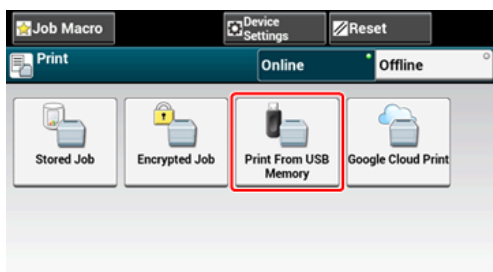 Job Macro
Device
Settings
Reset
Print
Online
Offline
Stored Job
Encrypted Job
Print From USB
Memory
Google Cloud Print